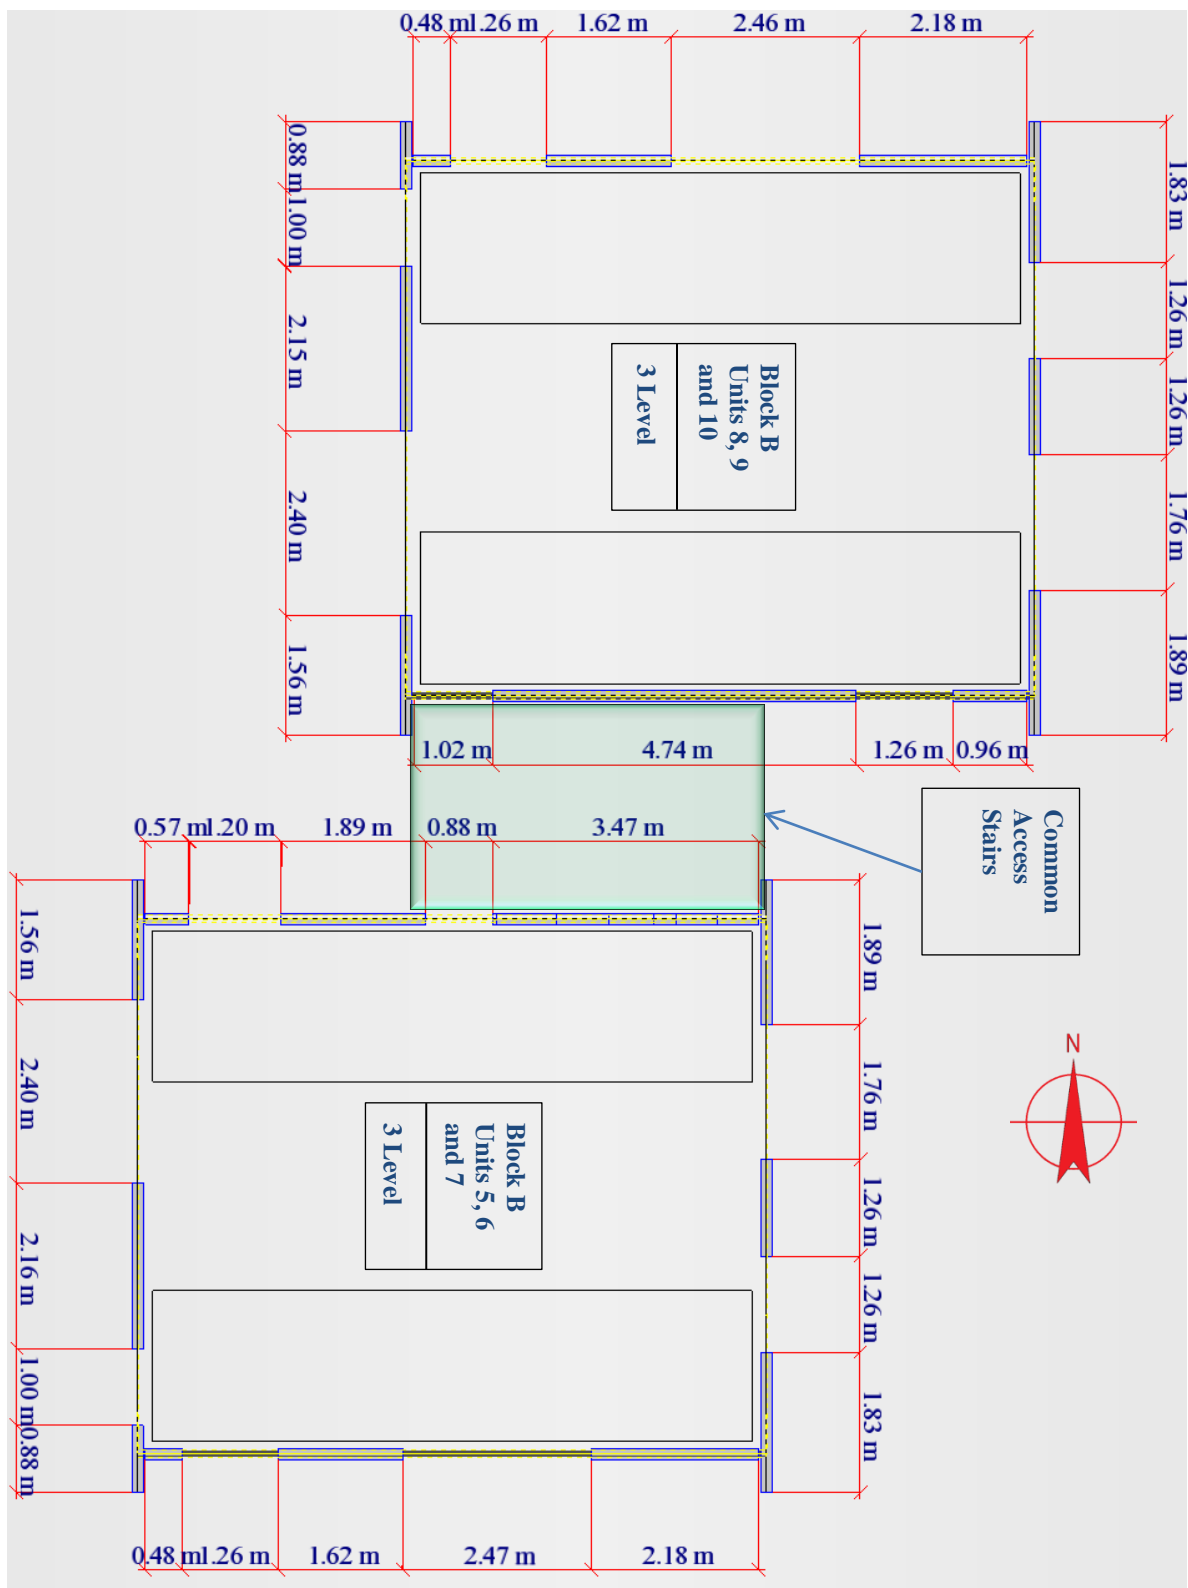 0.48 m
1.26 m
1.62 m
2.46 m
2.18 m
0.88 m
1.00 m
2.15 m
2.40 m
1.56 m
1.83 m
1.26 m
1.26 m
1.76 m
1.89 m
Block B
Units 8, 9
and 10
3 Level
1.02 m
4.74 m
1.26 m
0.96 m
Common
Access
Stairs
0.57 m
1.20 m
1.89 m
0.88 m
3.47 m
1.56 m
2.40 m
2.16 m
1.00 m
0.88 m
1.89 m
1.76 m
1.26 m
1.26 m
1.83 m
N
Block B
Units 5, 6
and 7
3 Level
0.48 m
1.26 m
1.62 m
2.47 m
2.18 m